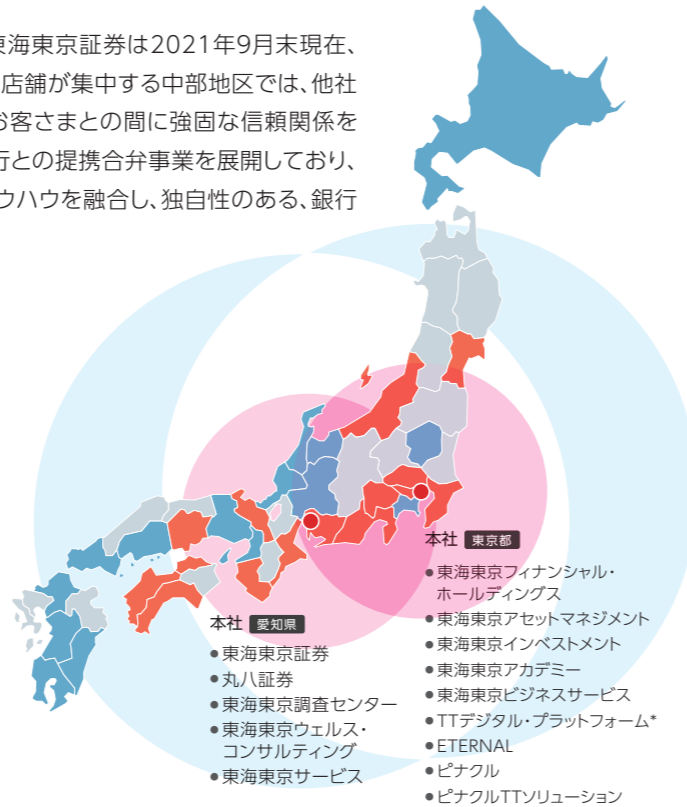 東海東京証券は2021年9月末現在、
店舗が集中する中部地区では、他社
お客さまとの間に強固な信頼関係を
行との提携合弁事業を展開しており、
ウハウを融合し、独自性のある、銀行
本社 愛知県
●東海東京証券
●丸八証券
●東海東京調査センター
●東海東京ウェルス・
コンサルティング
●東海東京サービス
本社 東京都
●東海東京フィナンシャル・
ホールディングス
●東海東京アセットマネジメント
●東海東京インベストメント
●東海東京アカデミー
●東海東京ビジネスサービス
●TTデジタル・プラットフォーム*
●ETERNAL
●ピナクル
●ピナクルTTソリューション